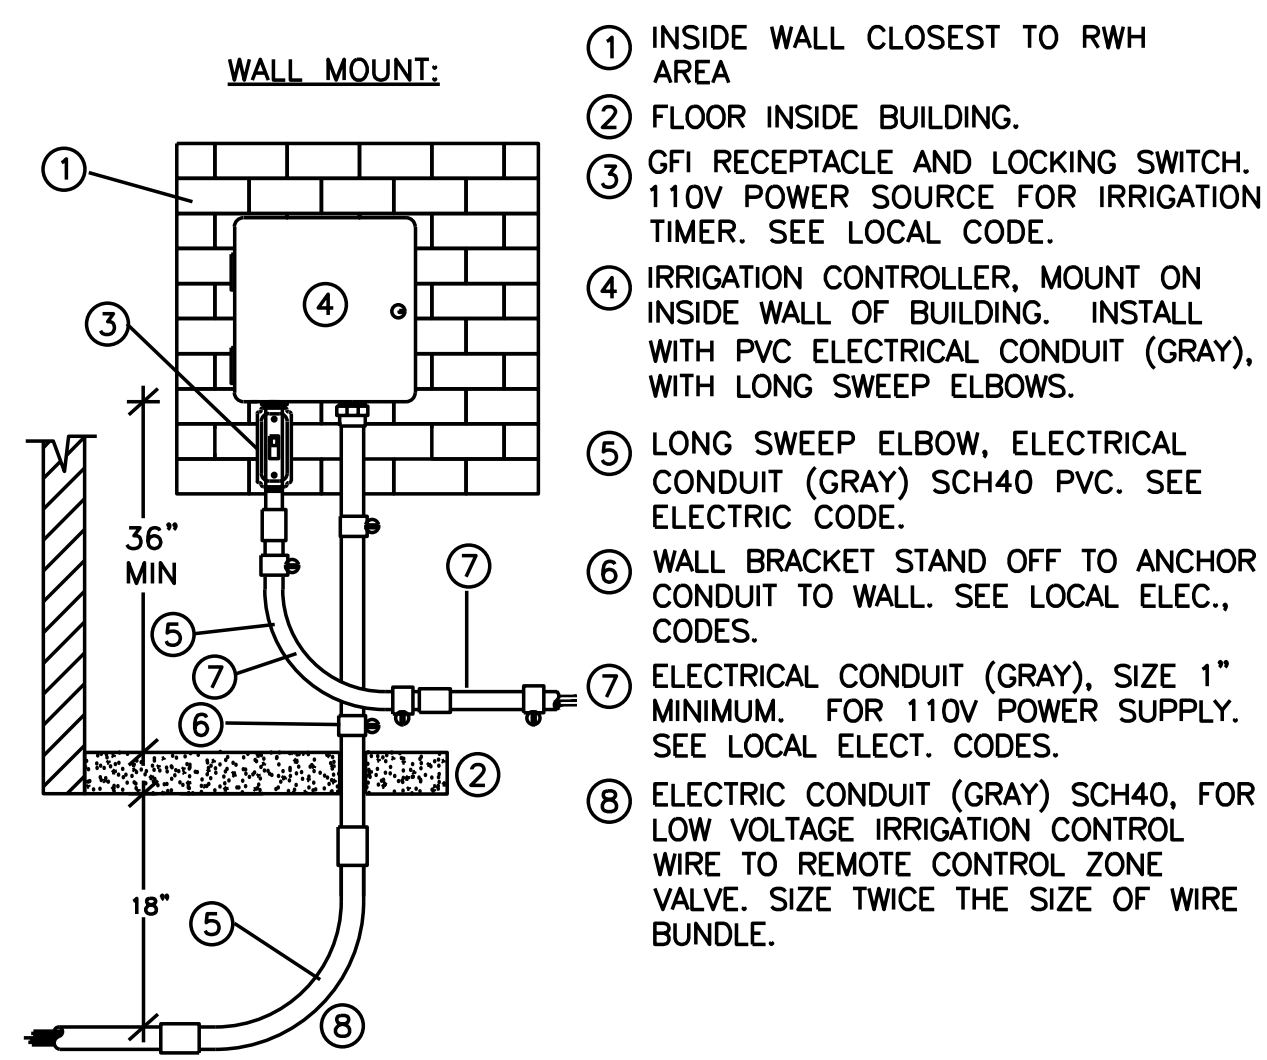 WALL MOUNT:
1
3
4
36"
MIN
7
5
7
6
2
18"
5
8
1 INSIDE WALL CLOSEST TO RWH
AREA
2 FLOOR INSIDE BUILDING.
3 GFI RECEPTACLE AND LOCKING SWITCH.
110V POWER SOURCE FOR IRRIGATION
TIMER. SEE LOCAL CODE.
4 IRRIGATION CONTROLLER, MOUNT ON
INSIDE WALL OF BUILDING. INSTALL
WITH PVC ELECTRICAL CONDUIT (GRAY),
WITH LONG SWEEP ELBOWS.
5 LONG SWEEP ELBOW, ELECTRICAL
CONDUIT (GRAY) SCH40 PVC. SEE
ELECTRIC CODE.
6 WALL BRACKET STAND OFF TO ANCHOR
CONDUIT TO WALL. SEE LOCAL ELEC.,
CODES.
7 ELECTRICAL CONDUIT (GRAY), SIZE 1"
MINIMUM. FOR 110V POWER SUPPLY.
SEE LOCAL ELECT. CODES.
8 ELECTRIC CONDUIT (GRAY) SCH40, FOR
LOW VOLTAGE IRRIGATION CONTROL
WIRE TO REMOTE CONTROL ZONE
VALVE. SIZE TWICE THE SIZE OF WIRE
BUNDLE.